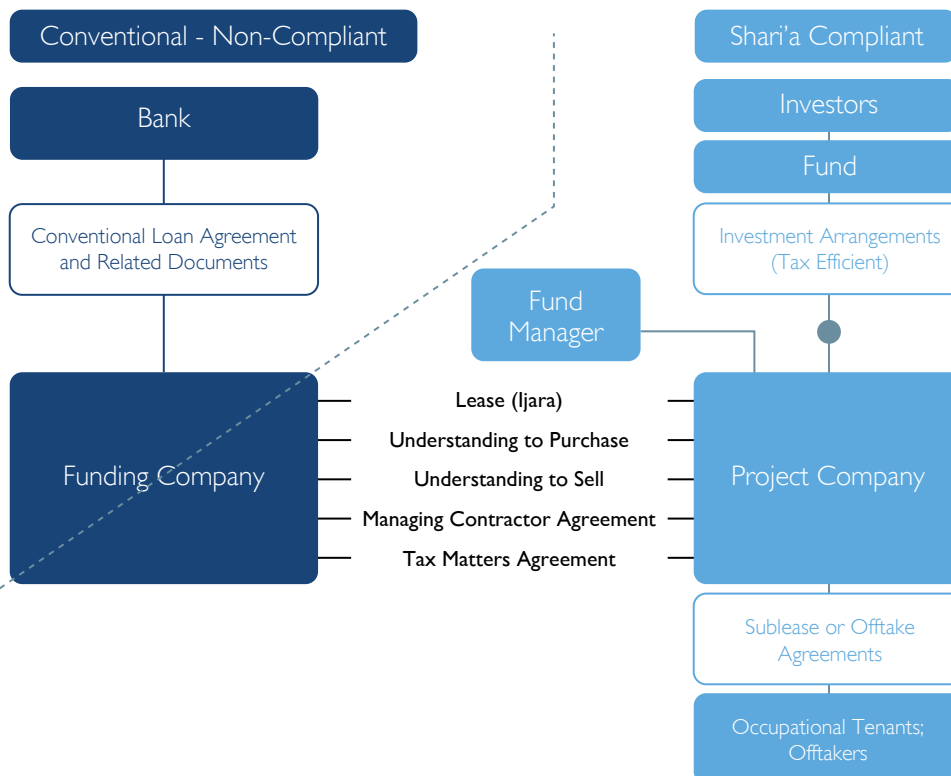 Conventional - Non-Compliant
Shari'a Compliant
Bank
Investors
Fund
Conventional Loan Agreement
and Related Documents
Investment Arrangements
(Tax Efficient)
Fund
Manager
Funding Company
Lease (Ijara)
Understanding to Purchase
Understanding to Sell
Managing Contractor Agreement
Tax Matters Agreement
Project Company
Sublease or Offtake
Agreements
Occupational Tenants;
Offtakers